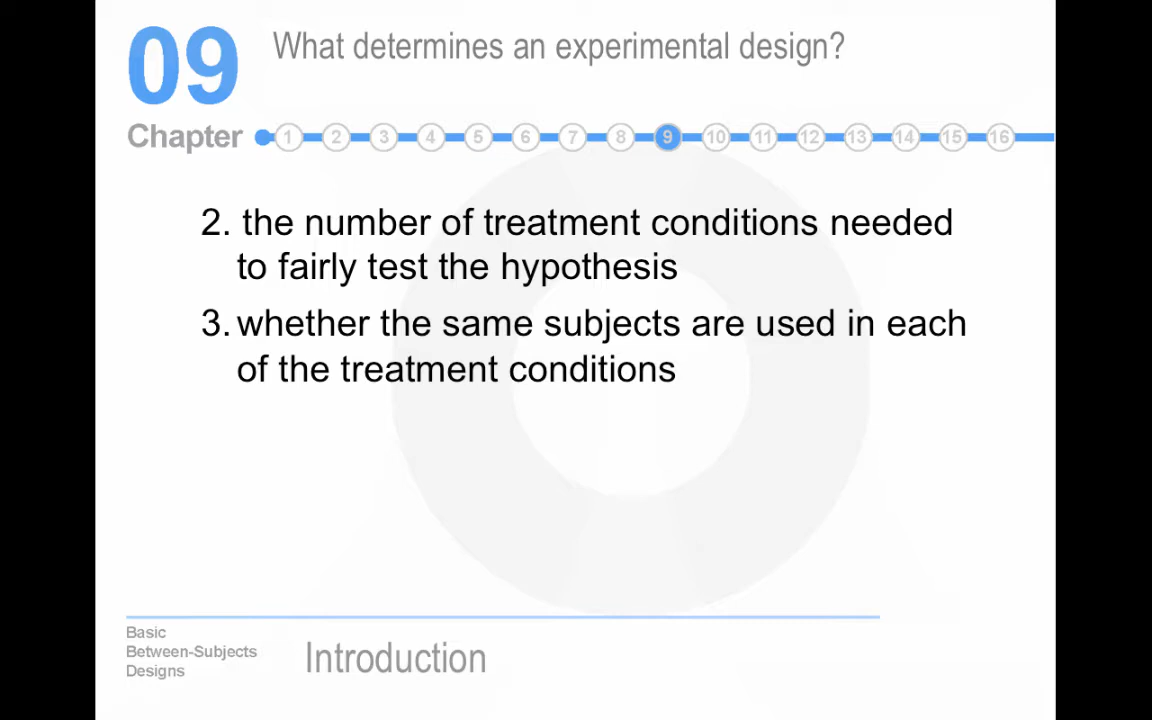 09
What determines an experimental design?
Chapter
1 2 3 4 5 6 7 8 9 10 11 12 13 14 15 16
2. the number of treatment conditions needed
to fairly test the hypothesis
3. whether the same subjects are used in each
of the treatment conditions
Basic
Between-Subjects
Designs
Introduction